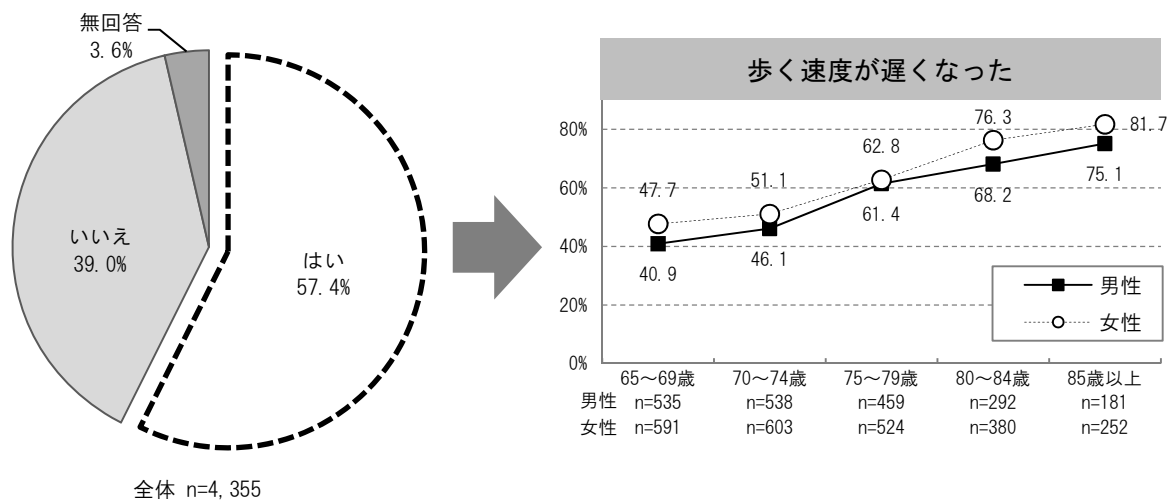 無回答
3.6%
いいえ
39.0%
はい
57.4%
全体 n=4,355
歩く速度が遅くなった
80%
60%
40%
20%
0%
47.7
51.1
62.8
76.3
81.7
40.9
46.1
61.4
68.2
75.1
男性
女性
65～69歳 70～74歳 75～79歳 80～84歳 85歳以上
男性 n=535 n=538 n=459 n=292 n=181
女性 n=591 n=603 n=524 n=380 n=252